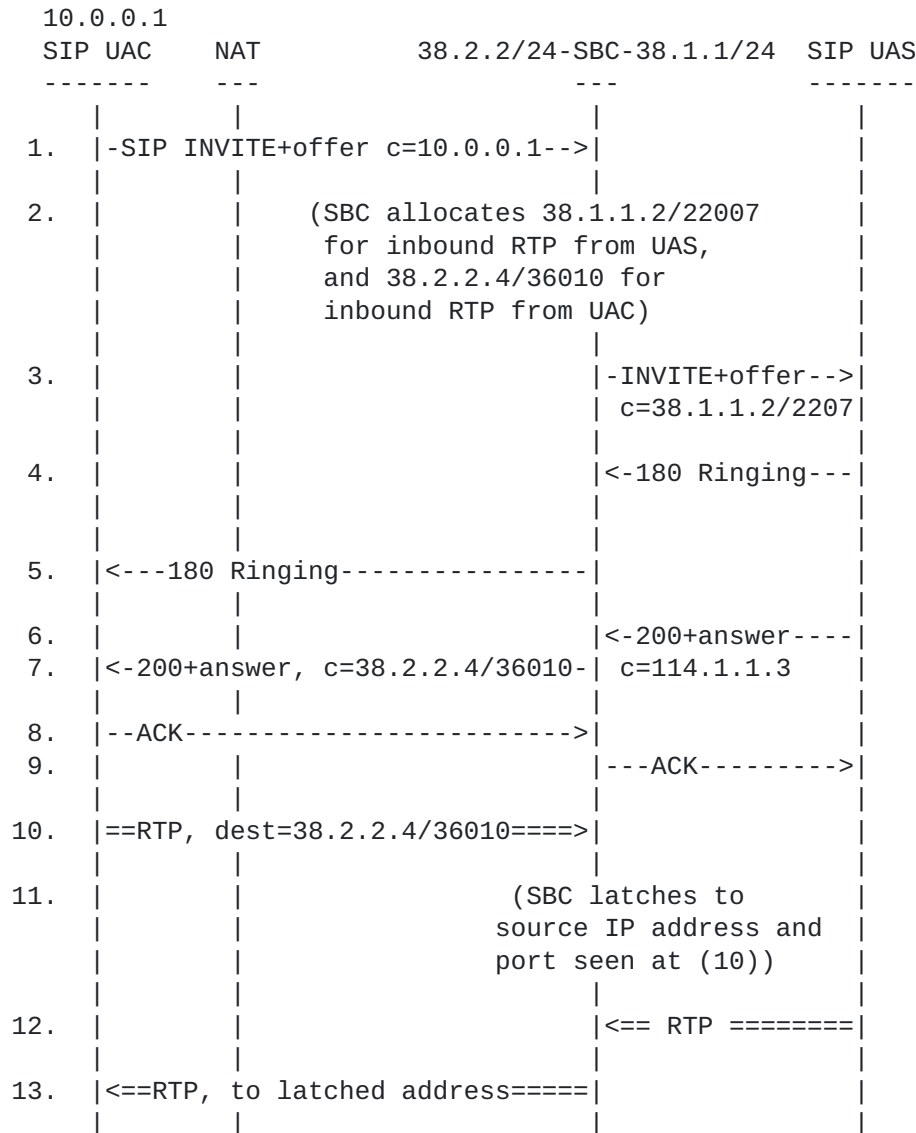 10.0.0.1
SIP UAC    NAT          38.2.2/24-SBC-38.1.1/24  SIP UAS
-------    ---                    ---            -------
|        |                      |                |
1.  |-SIP INVITE+offer c=10.0.0.1-->|                |
|        |                      |                |
2.  |        |    (SBC allocates 38.1.1.2/22007      |
|        |     for inbound RTP from UAS,         |
|        |     and 38.2.2.4/36010 for            |
|        |     inbound RTP from UAC)             |
|        |                      |                |
3.  |        |                      |-INVITE+offer-->|
|        |                      | c=38.1.1.2/2207|
|        |                      |                |
4.  |        |                      |<-180 Ringing---|
|        |                      |                |
|        |                      |                |
5.  |<---180 Ringing----------------|                |
|        |                      |                |
6.  |        |                      |<-200+answer----|
7.  |<-200+answer, c=38.2.2.4/36010-| c=114.1.1.3    |
|        |                      |                |
8.  |--ACK------------------------->|                |
9.  |        |                      |---ACK--------->|
|        |                      |                |
10.  |==RTP, dest=38.2.2.4/36010====>|                |
|        |                      |                |
11.  |        |                 (SBC latches to       |
|        |                source IP address and  |
|        |                port seen at (10))     |
|        |                      |                |
12.  |        |                      |<== RTP ========|
|        |                      |                |
13.  |<==RTP, to latched address=====|                |
|        |                      |                |